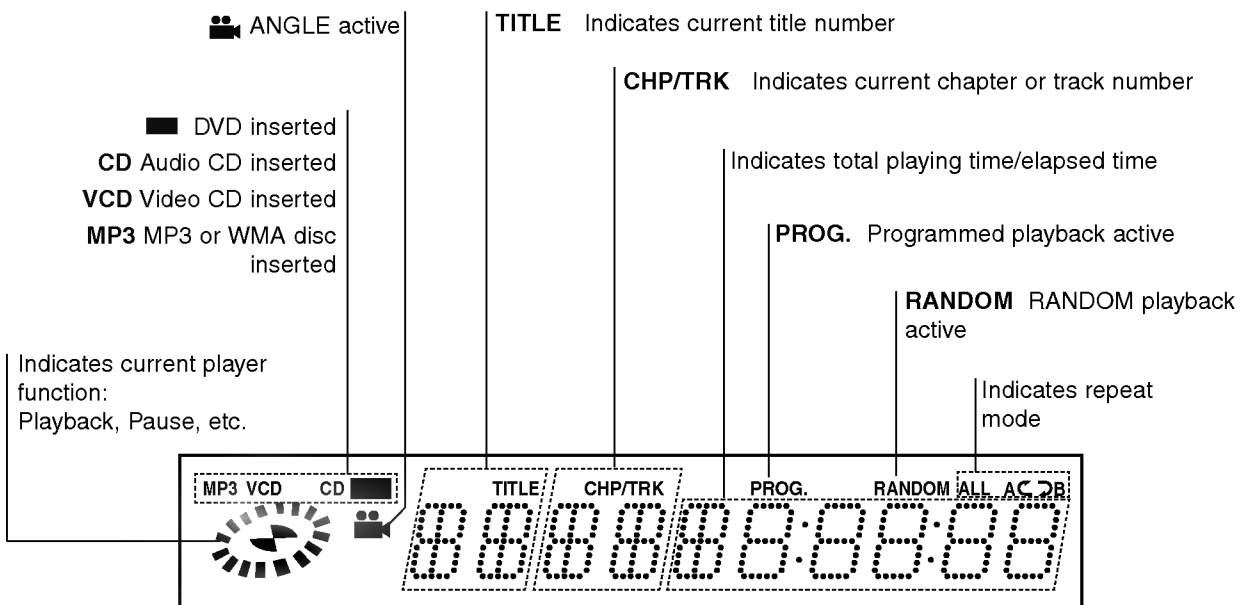 ANGLE active
TITLE Indicates current title number
CHP/TRK Indicates current chapter or track number
DVD inserted
CD Audio CD inserted
VCD Video CD inserted
MP3 MP3 or WMA disc
inserted
Indicates total playing time/elapsed time
PROG. Programmed playback active
RANDOM RANDOM playback
active
Indicates current player
function:
Playback, Pause, etc.
Indicates repeat
mode
MP3 VCD CD TITLE CHP/TRK PROG. RANDOM ALL A B